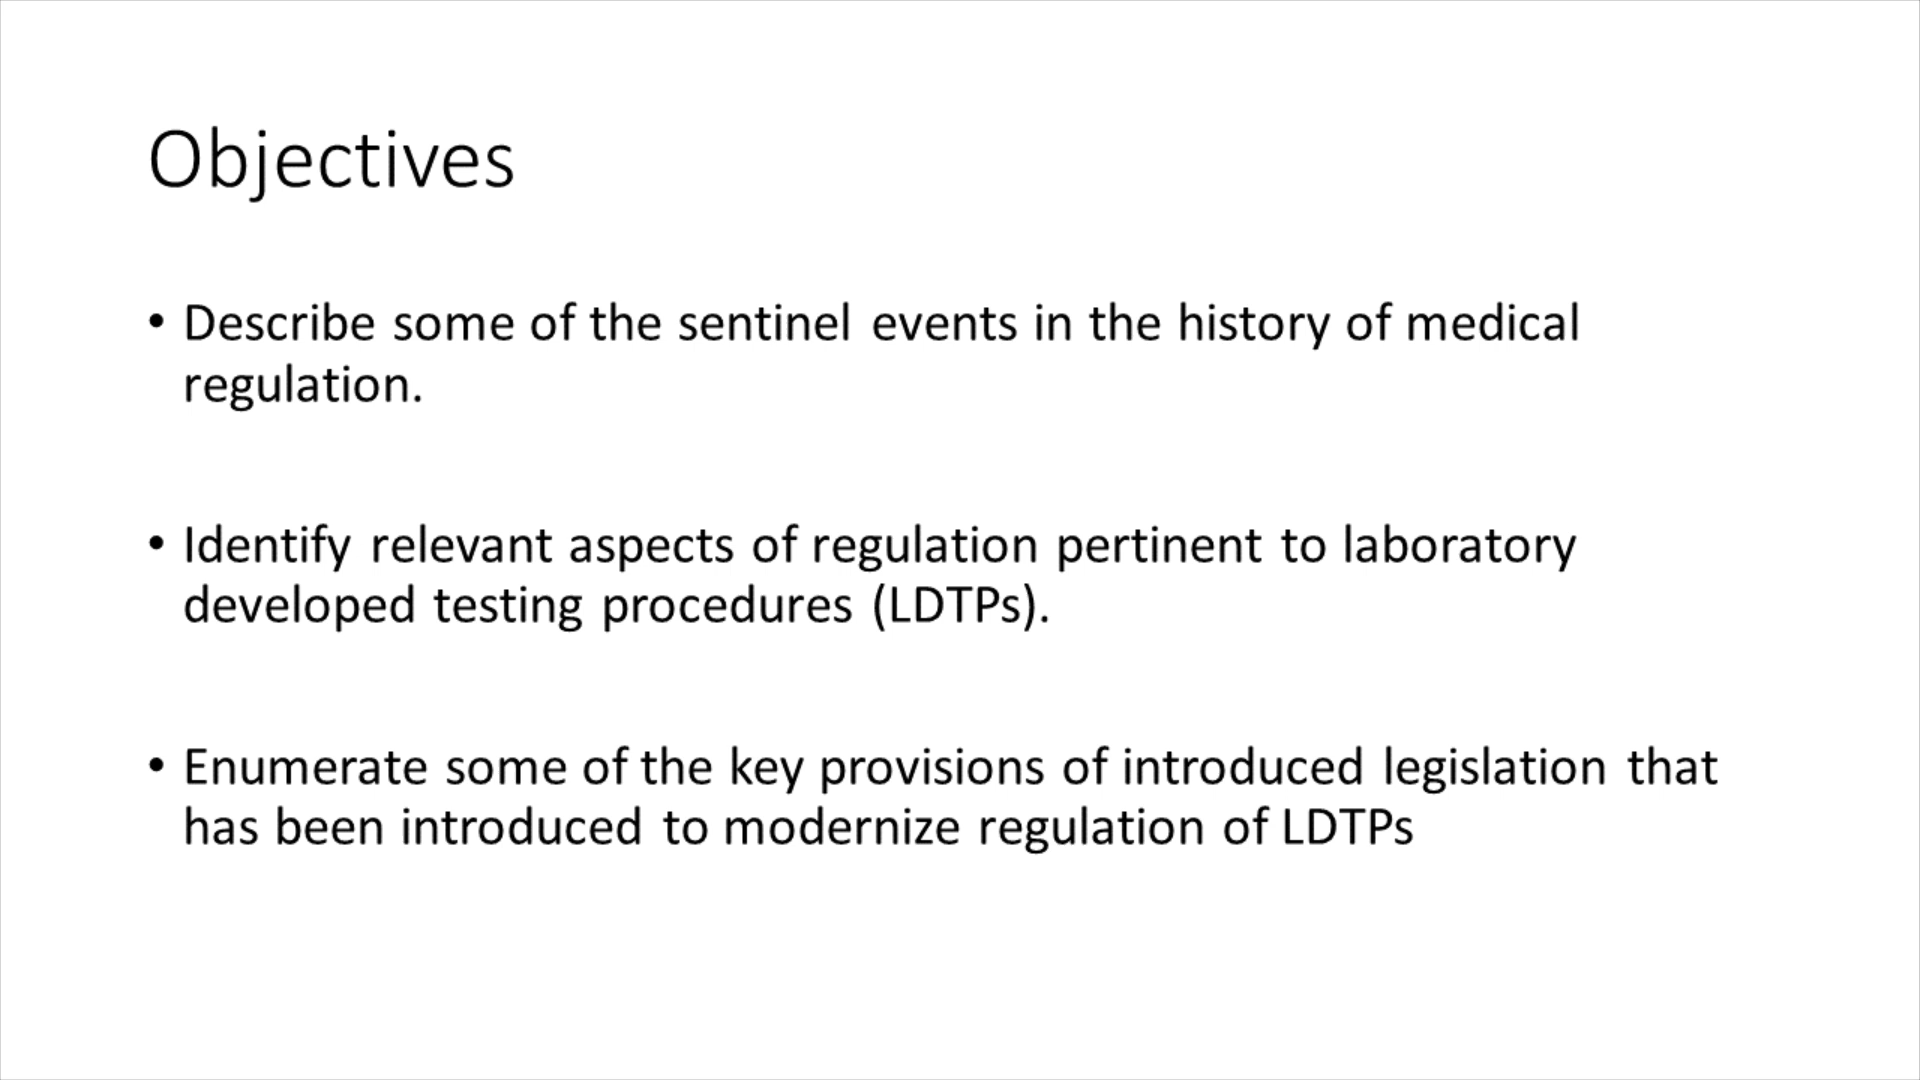 Objectives
• Describe some of the sentinel events in the history of medical
regulation.
• Identify relevant aspects of regulation pertinent to laboratory
developed testing procedures (LDTPs).
• Enumerate some of the key provisions of introduced legislation that
has been introduced to modernize regulation of LDTPs